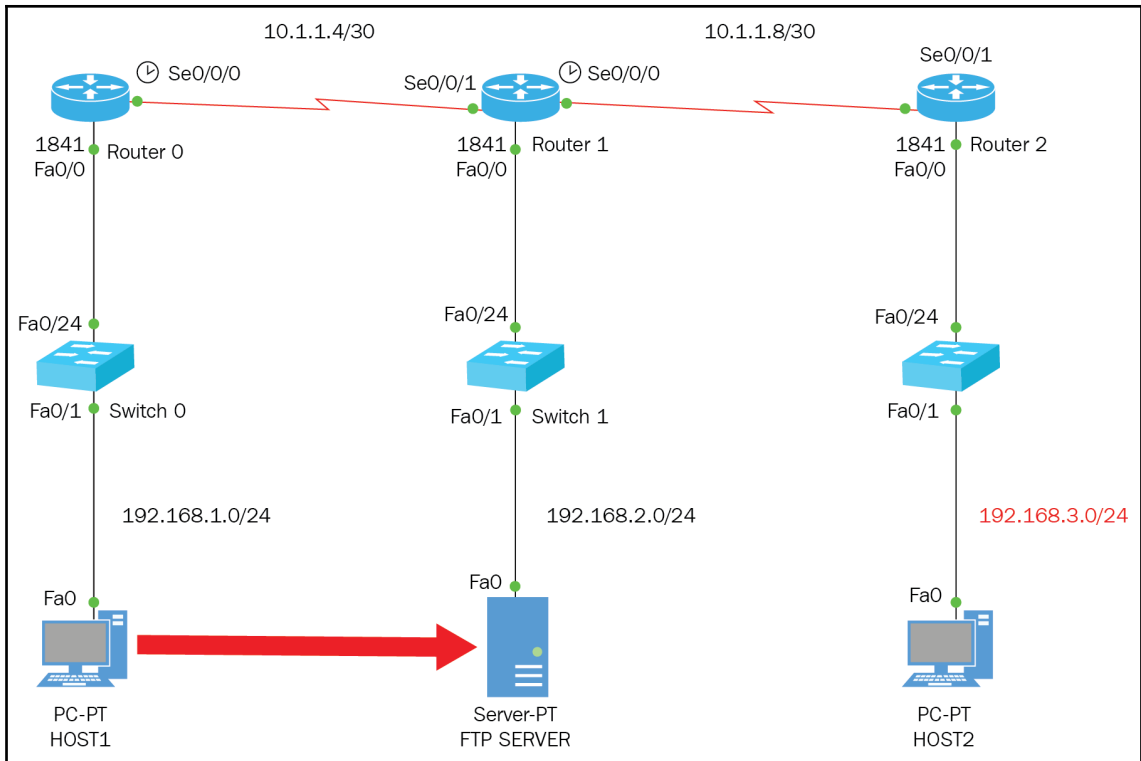 10.1.1.4/30
10.1.1.8/30
Se0/0/0
Se0/0/1
Se0/0/0
Se0/0/1
1841
Fa0/0
Router 0
1841
Fa0/0
Router 1
1841
Fa0/0
Router 2
Fa0/24
Fa0/24
Fa0/24
Fa0/1
Switch 0
Fa0/1
Switch 1
Fa0/1
192.168.1.0/24
192.168.2.0/24
192.168.3.0/24
Fa0
Fa0
Fa0
PC-PT
HOST1
Server-PT
FTP SERVER
PC-PT
HOST2